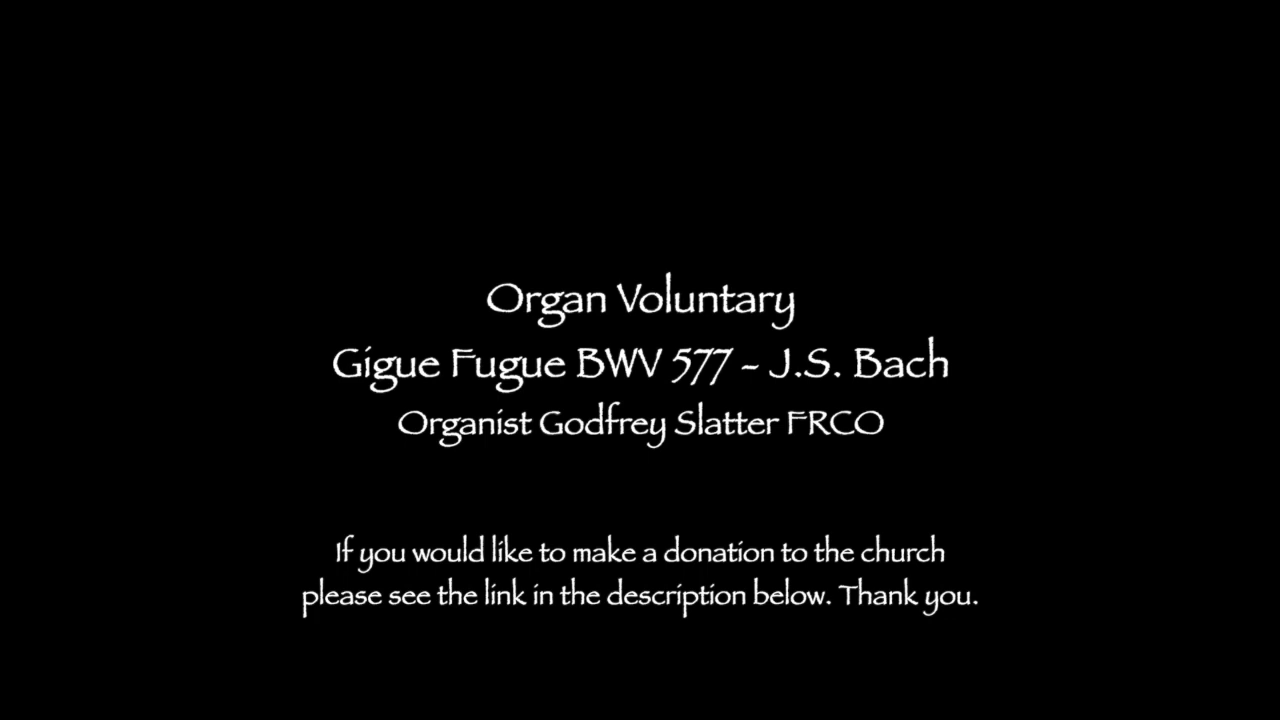 Organ Voluntary
Gigue Fugue BWV 577 - J.S. Bach
Organist Godfrey Slatter FRCO
If you would like to make a donation to the church
please see the link in the description below. Thank you.